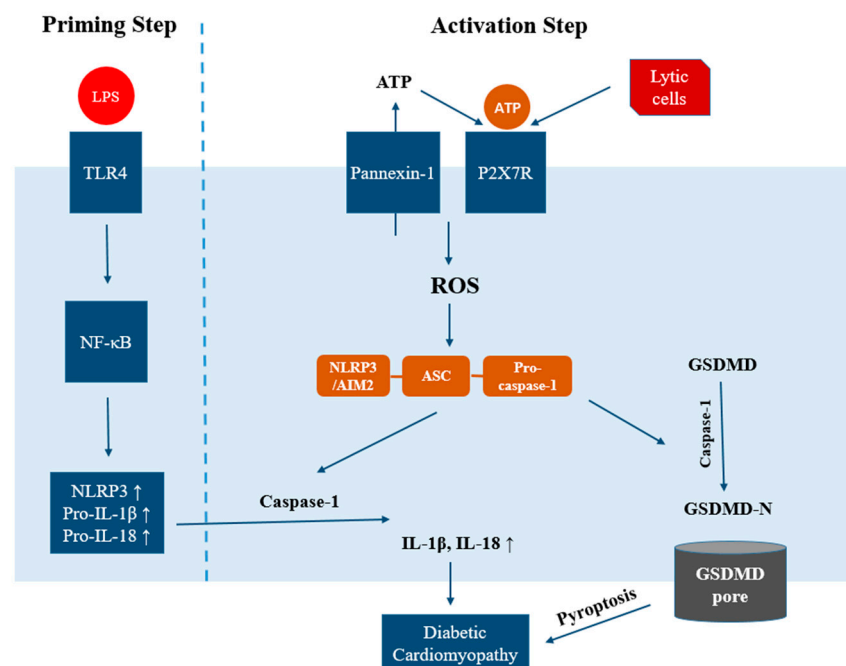 Priming Step
Activation Step
LPS
TLR4
NF-κB
NLRP3 ↑
Pro-IL-1β ↑
Pro-IL-18 ↑
ATP
ATP
Lytic
cells
Pannexin-1
P2X7R
ROS
NLRP3
/AIM2
ASC
Pro-
caspase-1
GSDMD
Caspase-1
GSDMD-N
Caspase-1
IL-1β, IL-18 ↑
GSDMD
pore
Pyroptosis
Diabetic
Cardiomyopathy